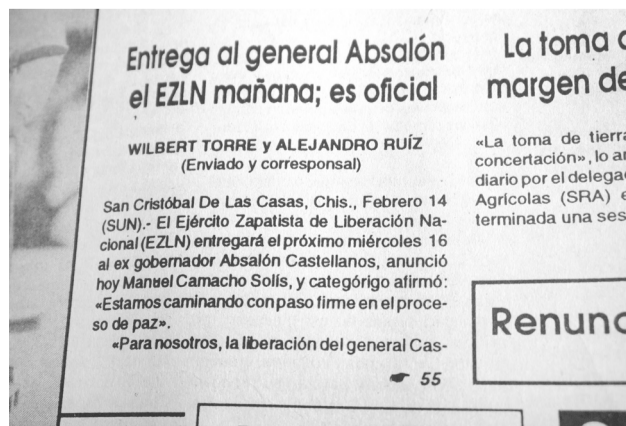 Entrega al general Absalón
el EZLN mañana; es oficial
WILBERT TORRE y ALEJANDRO RUÍZ
(Enviado y corresponsal)
San Cristóbal De Las Casas, Chis., Febrero 14
(SUN).- El Ejército Zapatista de Liberación Na-
cional (EZLN) entregará el próximo miércoles 16
al ex gobernador Absalón Castellanos, anunció
hoy Manuel Camacho Solís, y categórigo afirmó:
«Estamos caminando con paso firme en el proce-
so de paz».
«Para nosotros, la liberación del general Cas-
55
La toma
margen de
«La toma de tierra
concertación», lo
diario por el
Agrícolas (SRA)
terminada una ses
Renunc